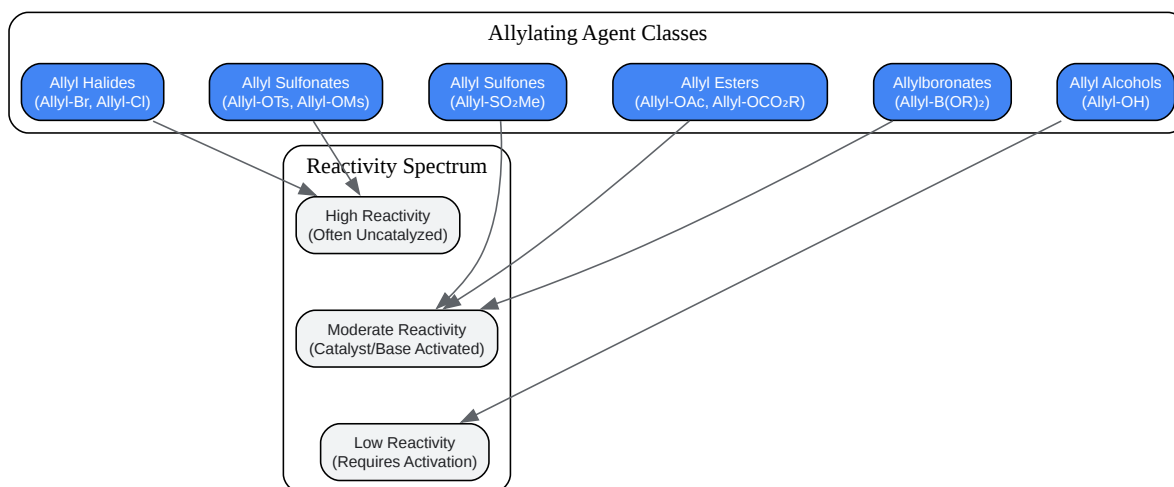 Allylating Agent Classes
Allyl Halides
(Allyl-Br, Allyl-Cl)
Allyl Sulfonates
(Allyl-OTs, Allyl-OMs)
Allyl Sulfones
(Allyl-SO₂Me)
Allyl Esters
(Allyl-OAc, Allyl-OCO₂R)
Allylboronates
(Allyl-B(OR)₂)
Allyl Alcohols
(Allyl-OH)
Reactivity Spectrum
High Reactivity
(Often Uncatalyzed)
Moderate Reactivity
(Catalyst/Base Activated)
Low Reactivity
(Requires Activation)